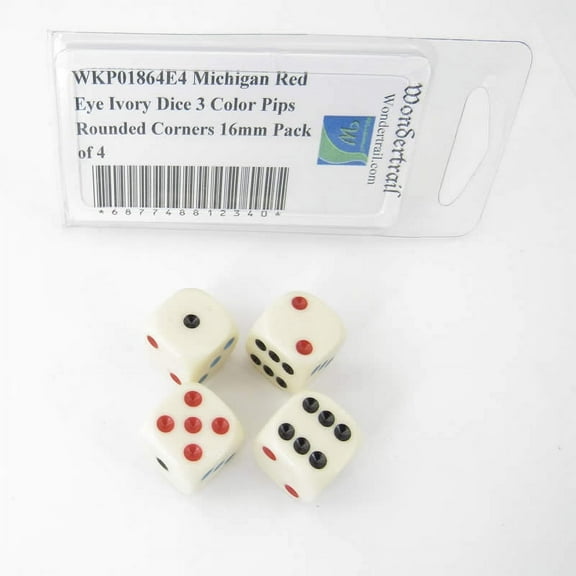 WKP01864E4 Michigan Red
Eye Ivory Dice 3 Color Pips
Rounded Corners 16mm Pack
of 4
*687748812340*
Wondertrail
Wondertrail.com
W